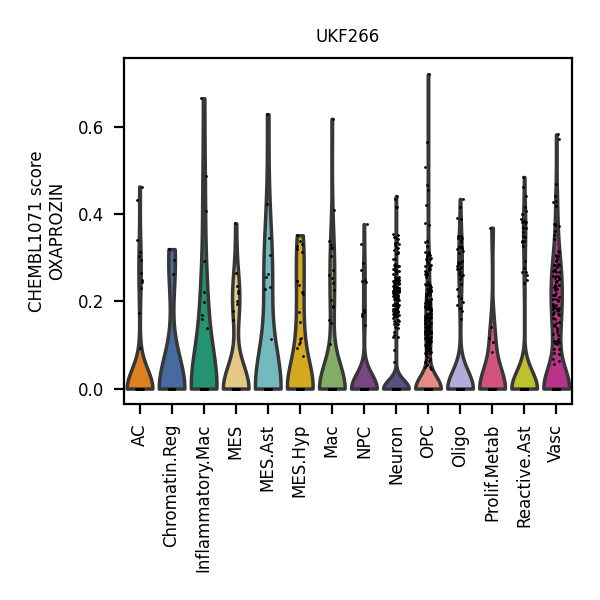 UKF266
CHEMBL1071 score
OXAPROZIN
0.6
0.4
0.2
0.0
AC
Chromatin.Reg
Inflammatory.Mac
MES
MES.Ast
MES.Hyp
Mac
NPC
Neuron
OPC
Oligo
Prolif.Metab
Reactive.Ast
Vasc